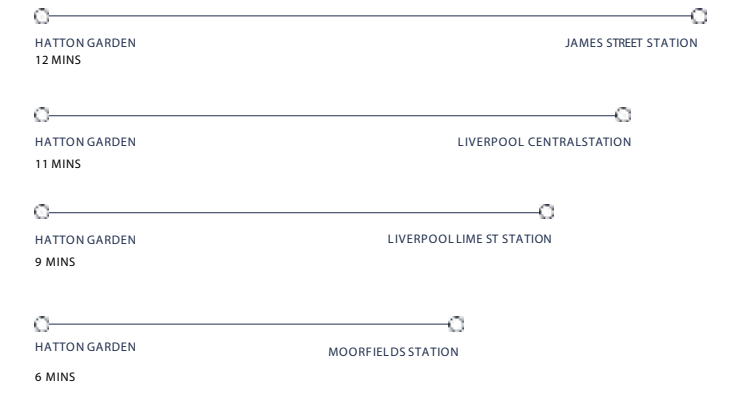 HATTON GARDEN
JAMES STREET STATION
12 MINS
HATTON GARDEN
LIVERPOOL CENTRALSTATION
11 MINS
HATTON GARDEN
LIVERPOOL LIME ST STATION
9 MINS
HATTON GARDEN
MOORFIELDS STATION
6 MINS